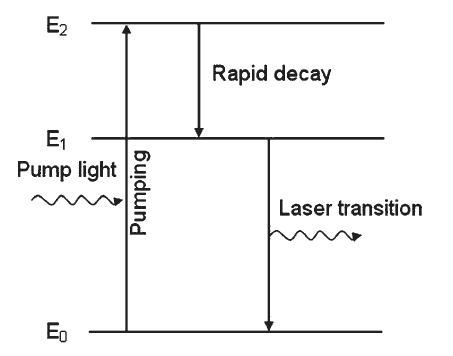 E₂
Rapid decay
E₁
Pump light
Pumping
Laser transition
E₀